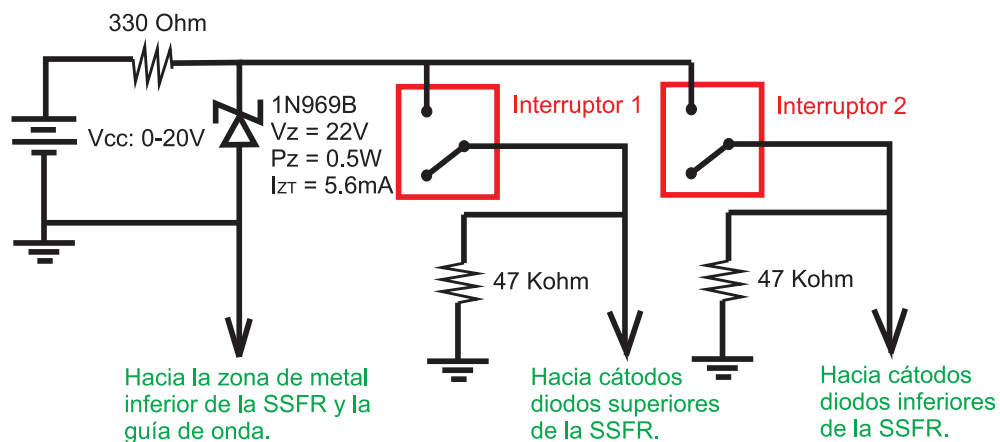 330 Ohm
Vcc: 0-20V
1N969B
Vz = 22V
Pz = 0.5W
IZT = 5.6mA
Interruptor 1
Interruptor 2
47 Kohm
47 Kohm
Hacia la zona de metal
inferior de la SSFR y la
guía de onda.
Hacia cátodos
diodos superiores
de la SSFR.
Hacia cátodos
diodos inferiores
de la SSFR.